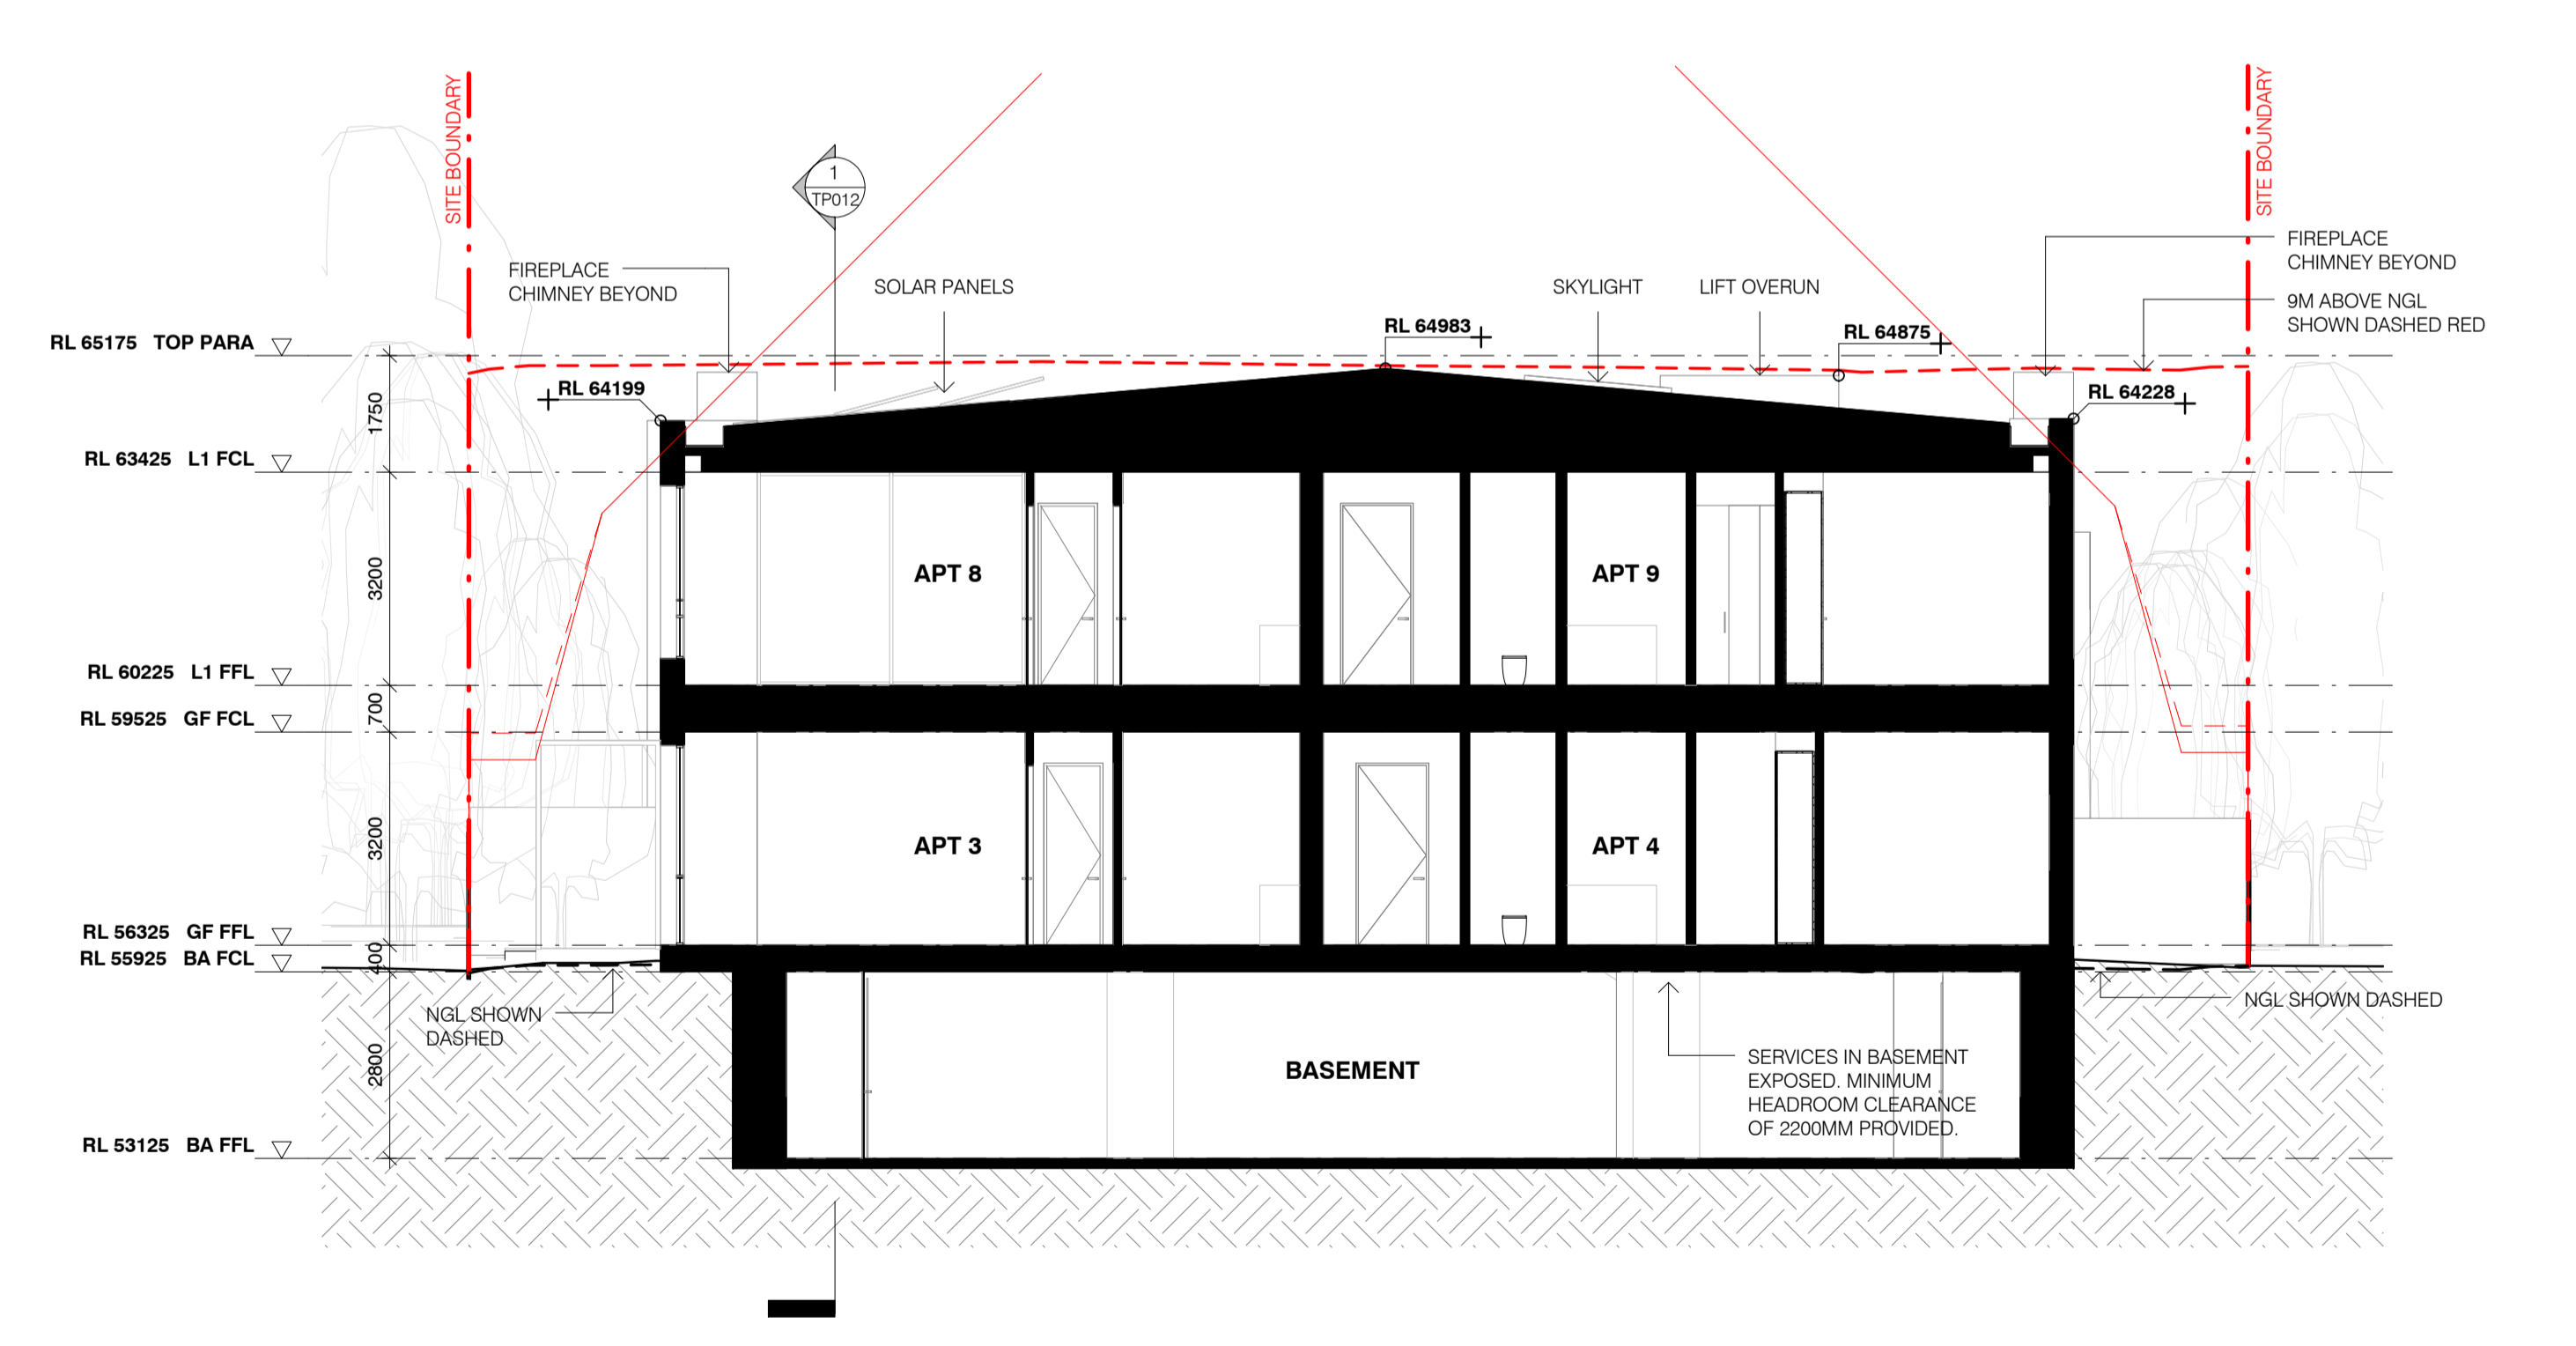 SITE BOUNDARY
SITE BOUNDARY
1
TP012
FIREPLACE
CHIMNEY BEYOND
SOLAR PANELS
SKYLIGHT
LIFT OVERUN
FIREPLACE
CHIMNEY BEYOND
9M ABOVE NGL
SHOWN DASHED RED
RL 65175 TOP PARA
RL 64983
RL 64875
RL 64199
RL 64228
1750
RL 63425 L1 FCL
3200
APT 8
APT 9
RL 60225 L1 FFL
700
RL 59525 GF FCL
3200
APT 3
APT 4
RL 56325 GF FFL
400
RL 55925 BA FCL
NGL SHOWN
DASHED
NGL SHOWN DASHED
2800
BASEMENT
SERVICES IN BASEMENT
EXPOSED. MINIMUM
HEADROOM CLEARANCE
OF 2200MM PROVIDED.
RL 53125 BA FFL